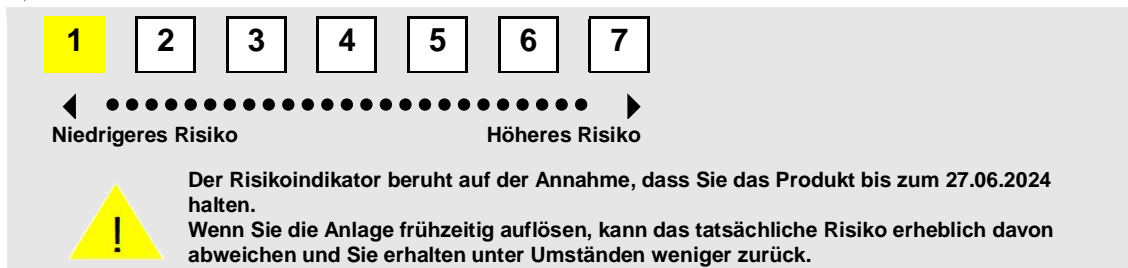 1 2 3 4 5 6 7
Niedrigeres Risiko Höheres Risiko
Der Risikoindikator beruht auf der Annahme, dass Sie das Produkt bis zum 27.06.2024
halten.
! Wenn Sie die Anlage frühzeitig auflösen, kann das tatsächliche Risiko erheblich davon
abweichen und Sie erhalten unter Umständen weniger zurück.